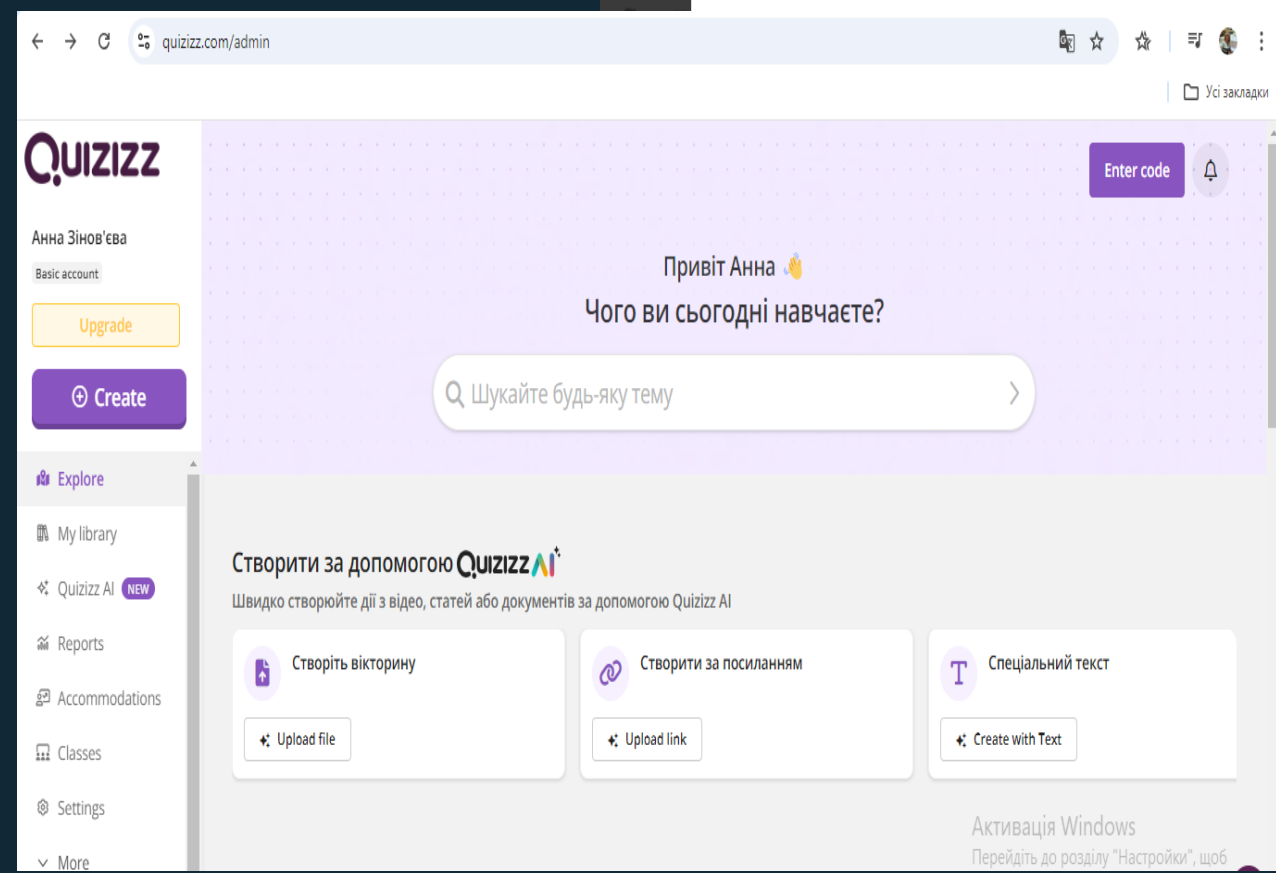 quizizz.com/admin
Усі закладки
QUIZIZZ
Enter code
Анна Зінов'єва
Basic account
Upgrade
Create
Привіт Анна 👋
Чого ви сьогодні навчаєте?
Шукайте будь-яку тему
Explore
My library
Quizizz AI NEW
Reports
Accommodations
Classes
Settings
More
Створити за допомогою QUIZIZZ AI
Швидко створюйте дії з відео, статей або документів за допомогою Quizizz AI
Створіть вікторину
Upload file
Створити за посиланням
Upload link
Спеціальний текст
Create with Text
Активація Windows
Перейдіть до розділу "Настройки", щоб